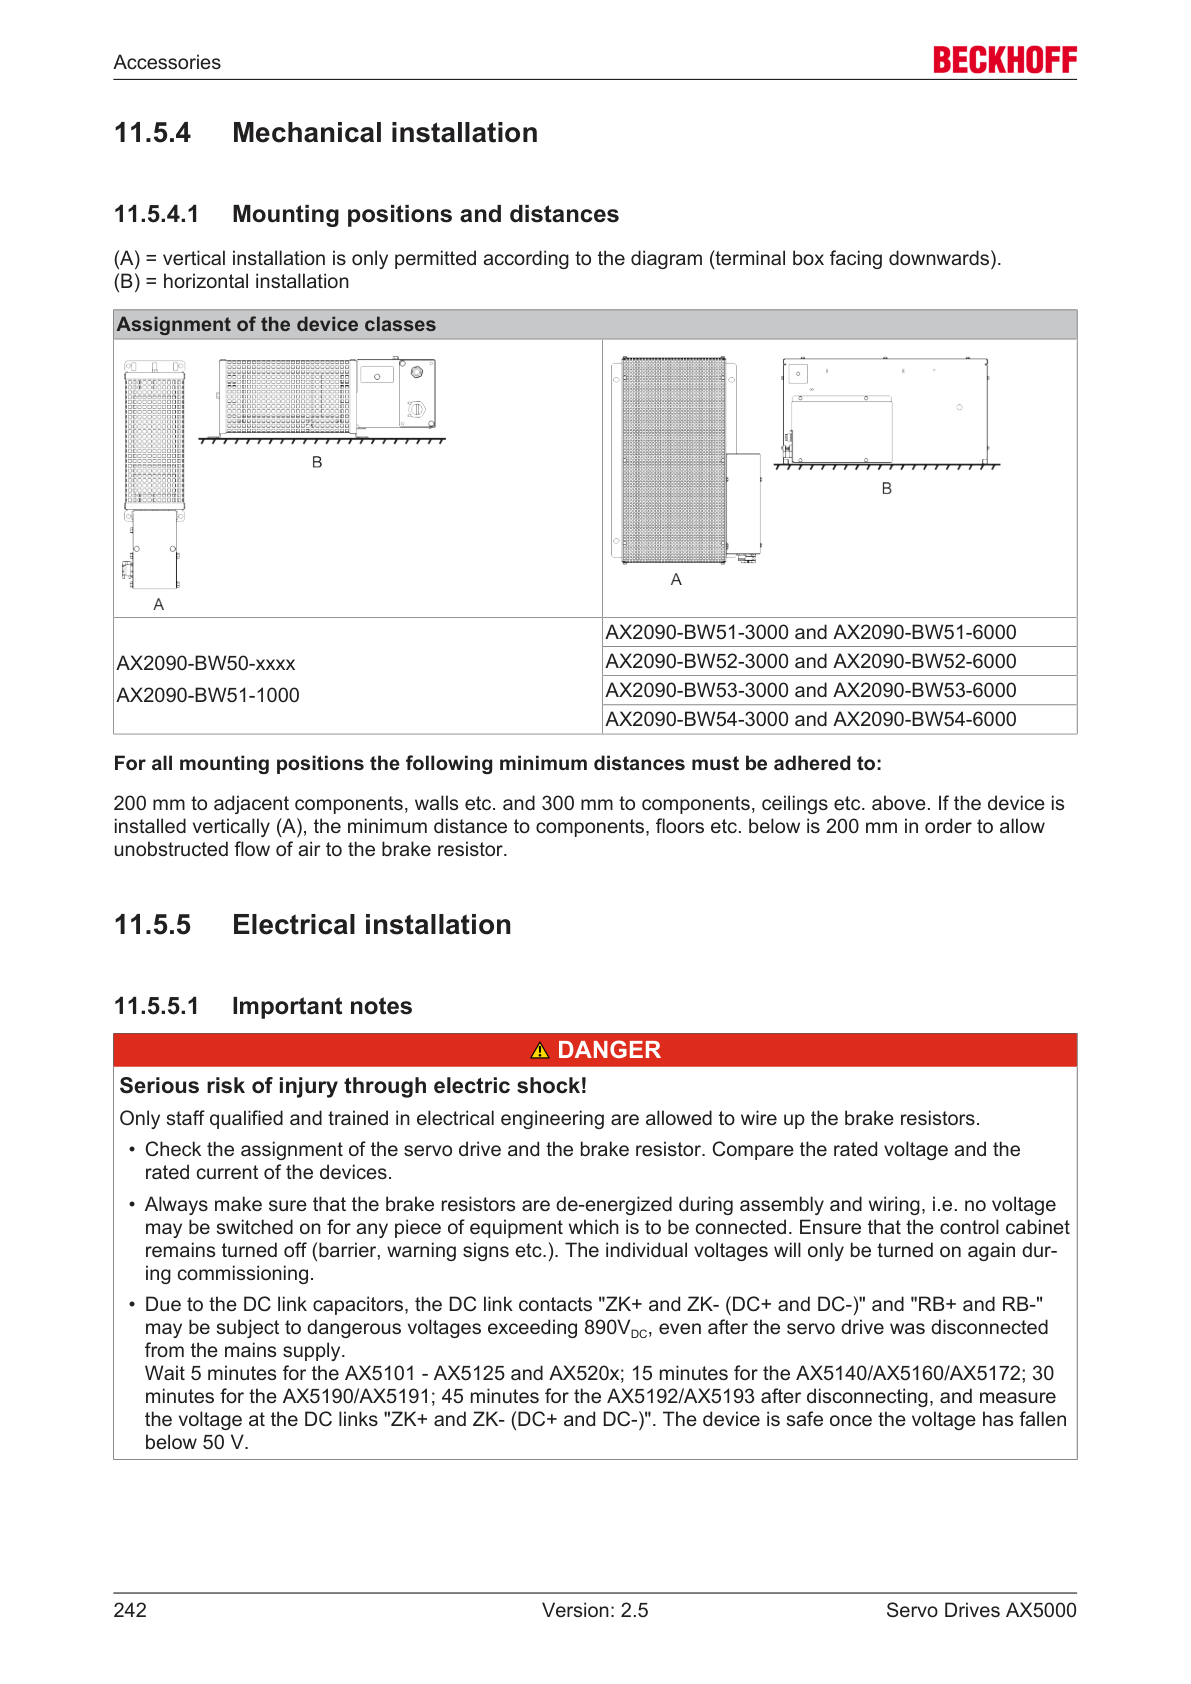 Accessories
BECKHOFF
11.5.4 Mechanical installation
11.5.4.1 Mounting positions and distances
(A) = vertical installation is only permitted according to the diagram (terminal box facing downwards).
(B) = horizontal installation
Assignment of the device classes
B
A
B
A
AX2090-BW50-xxxx
AX2090-BW51-1000
AX2090-BW51-3000 and AX2090-BW51-6000
AX2090-BW52-3000 and AX2090-BW52-6000
AX2090-BW53-3000 and AX2090-BW53-6000
AX2090-BW54-3000 and AX2090-BW54-6000
For all mounting positions the following minimum distances must be adhered to:
200 mm to adjacent components, walls etc. and 300 mm to components, ceilings etc. above. If the device is
installed vertically (A), the minimum distance to components, floors etc. below is 200 mm in order to allow
unobstructed flow of air to the brake resistor.
11.5.5 Electrical installation
11.5.5.1 Important notes
DANGER
Serious risk of injury through electric shock!
Only staff qualified and trained in electrical engineering are allowed to wire up the brake resistors.
• Check the assignment of the servo drive and the brake resistor. Compare the rated voltage and the
rated current of the devices.
• Always make sure that the brake resistors are de-energized during assembly and wiring, i.e. no voltage
may be switched on for any piece of equipment which is to be connected. Ensure that the control cabinet
remains turned off (barrier, warning signs etc.). The individual voltages will only be turned on again dur-
ing commissioning.
• Due to the DC link capacitors, the DC link contacts "ZK+ and ZK- (DC+ and DC-)" and "RB+ and RB-"
may be subject to dangerous voltages exceeding 890VDC, even after the servo drive was disconnected
from the mains supply.
Wait 5 minutes for the AX5101 - AX5125 and AX520x; 15 minutes for the AX5140/AX5160/AX5172; 30
minutes for the AX5190/AX5191; 45 minutes for the AX5192/AX5193 after disconnecting, and measure
the voltage at the DC links "ZK+ and ZK- (DC+ and DC-)". The device is safe once the voltage has fallen
below 50 V.
242 Version: 2.5 Servo Drives AX5000